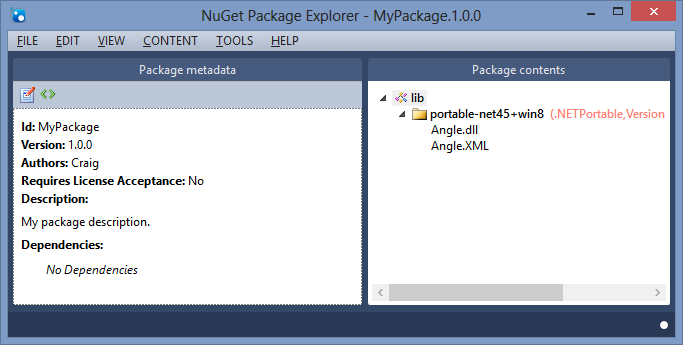 NuGet Package Explorer - MyPackage.1.0.0
FILE EDIT VIEW CONTENT TOOLS HELP
Package metadata
Id: MyPackage
Version: 1.0.0
Authors: Craig
Requires License Acceptance: No
Description:
My package description.
Dependencies:
No Dependencies
Package contents
lib
portable-net45+win8 (.NETPortable,Version
Angle.dll
Angle.XML